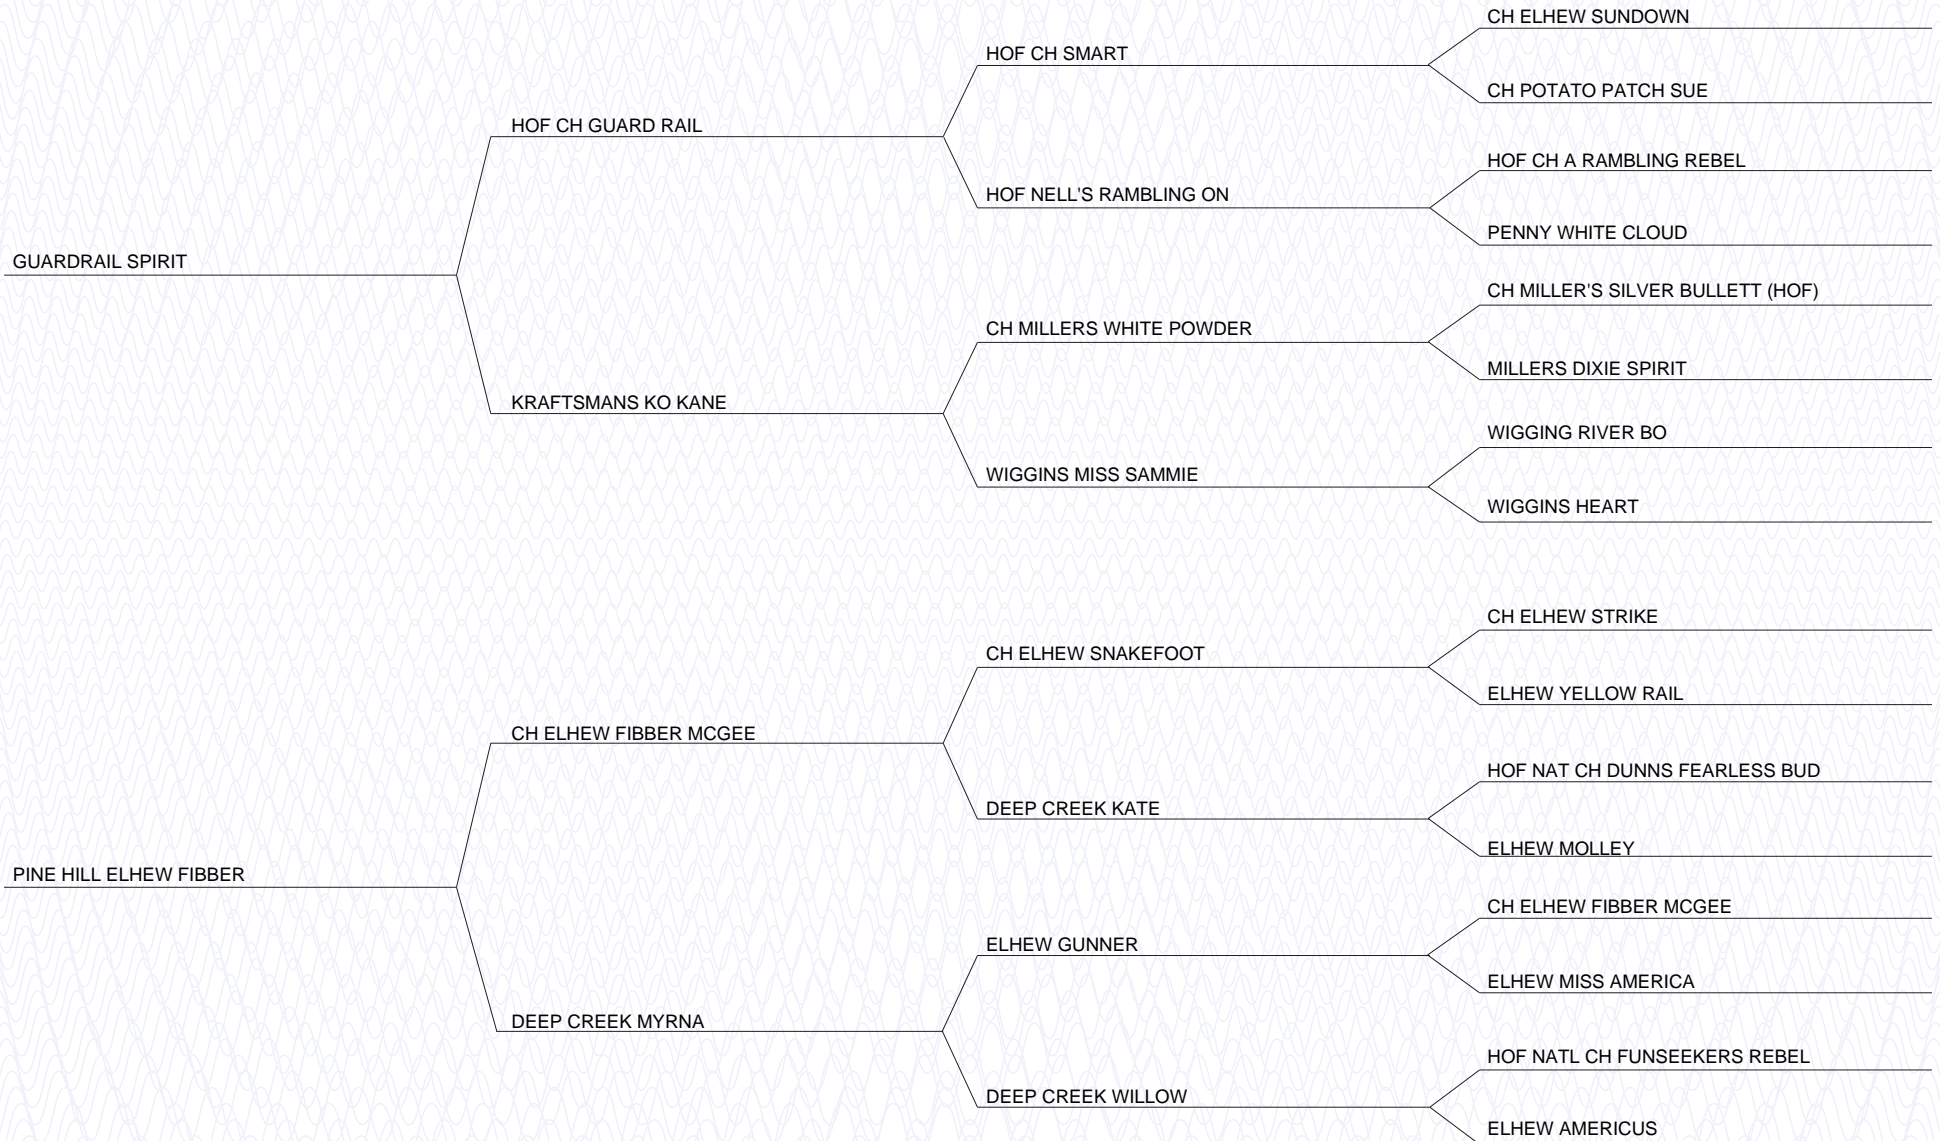 CH ELHEW SUNDOWN
HOF CH SMART
CH POTATO PATCH SUE
HOF CH GUARD RAIL
HOF CH A RAMBLING REBEL
HOF NELL'S RAMBLING ON
PENNY WHITE CLOUD
GUARDRAIL SPIRIT
CH MILLER'S SILVER BULLETT (HOF)
CH MILLERS WHITE POWDER
MILLERS DIXIE SPIRIT
KRAFTSMANS KO KANE
WIGGING RIVER BO
WIGGINS MISS SAMMIE
WIGGINS HEART
CH ELHEW STRIKE
CH ELHEW SNAKEFOOT
ELHEW YELLOW RAIL
CH ELHEW FIBBER MCGEE
HOF NAT CH DUNNS FEARLESS BUD
DEEP CREEK KATE
ELHEW MOLLEY
PINE HILL ELHEW FIBBER
CH ELHEW FIBBER MCGEE
ELHEW GUNNER
ELHEW MISS AMERICA
DEEP CREEK MYRNA
HOF NATL CH FUNSEEKERS REBEL
DEEP CREEK WILLOW
ELHEW AMERICUS